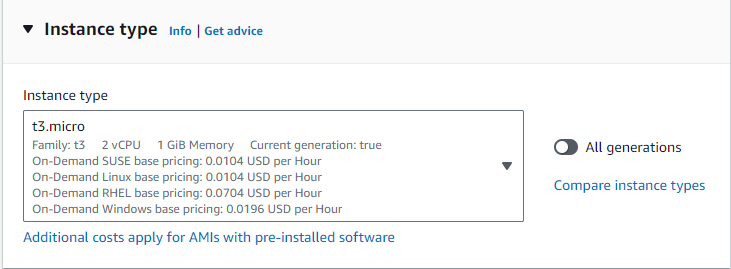 Instance type Info | Get advice
Instance type
t3.micro
Family: t3 2 vCPU 1 GiB Memory Current generation: true
On-Demand SUSE base pricing: 0.0104 USD per Hour
On-Demand Linux base pricing: 0.0104 USD per Hour
On-Demand RHEL base pricing: 0.0704 USD per Hour
On-Demand Windows base pricing: 0.0196 USD per Hour
All generations
Compare instance types
Additional costs apply for AMIs with pre-installed software